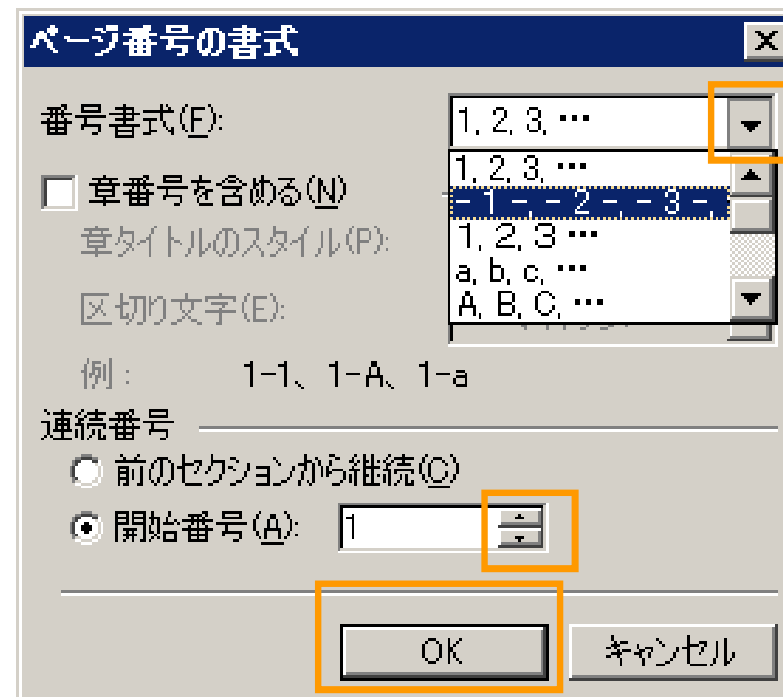 ページ番号の書式
番号書式(F): 1, 2, 3, …
1, 2, 3, …
- 1 -, - 2 -, - 3 -,
１, ２, ３ …
a, b, c, …
A, B, C, …
章番号を含める(N)
章タイトルのスタイル(P):
区切り文字(E):
例 : 1-1、1-A、1-a
連続番号
前のセクションから継続(C)
開始番号(A): 1
OK キャンセル